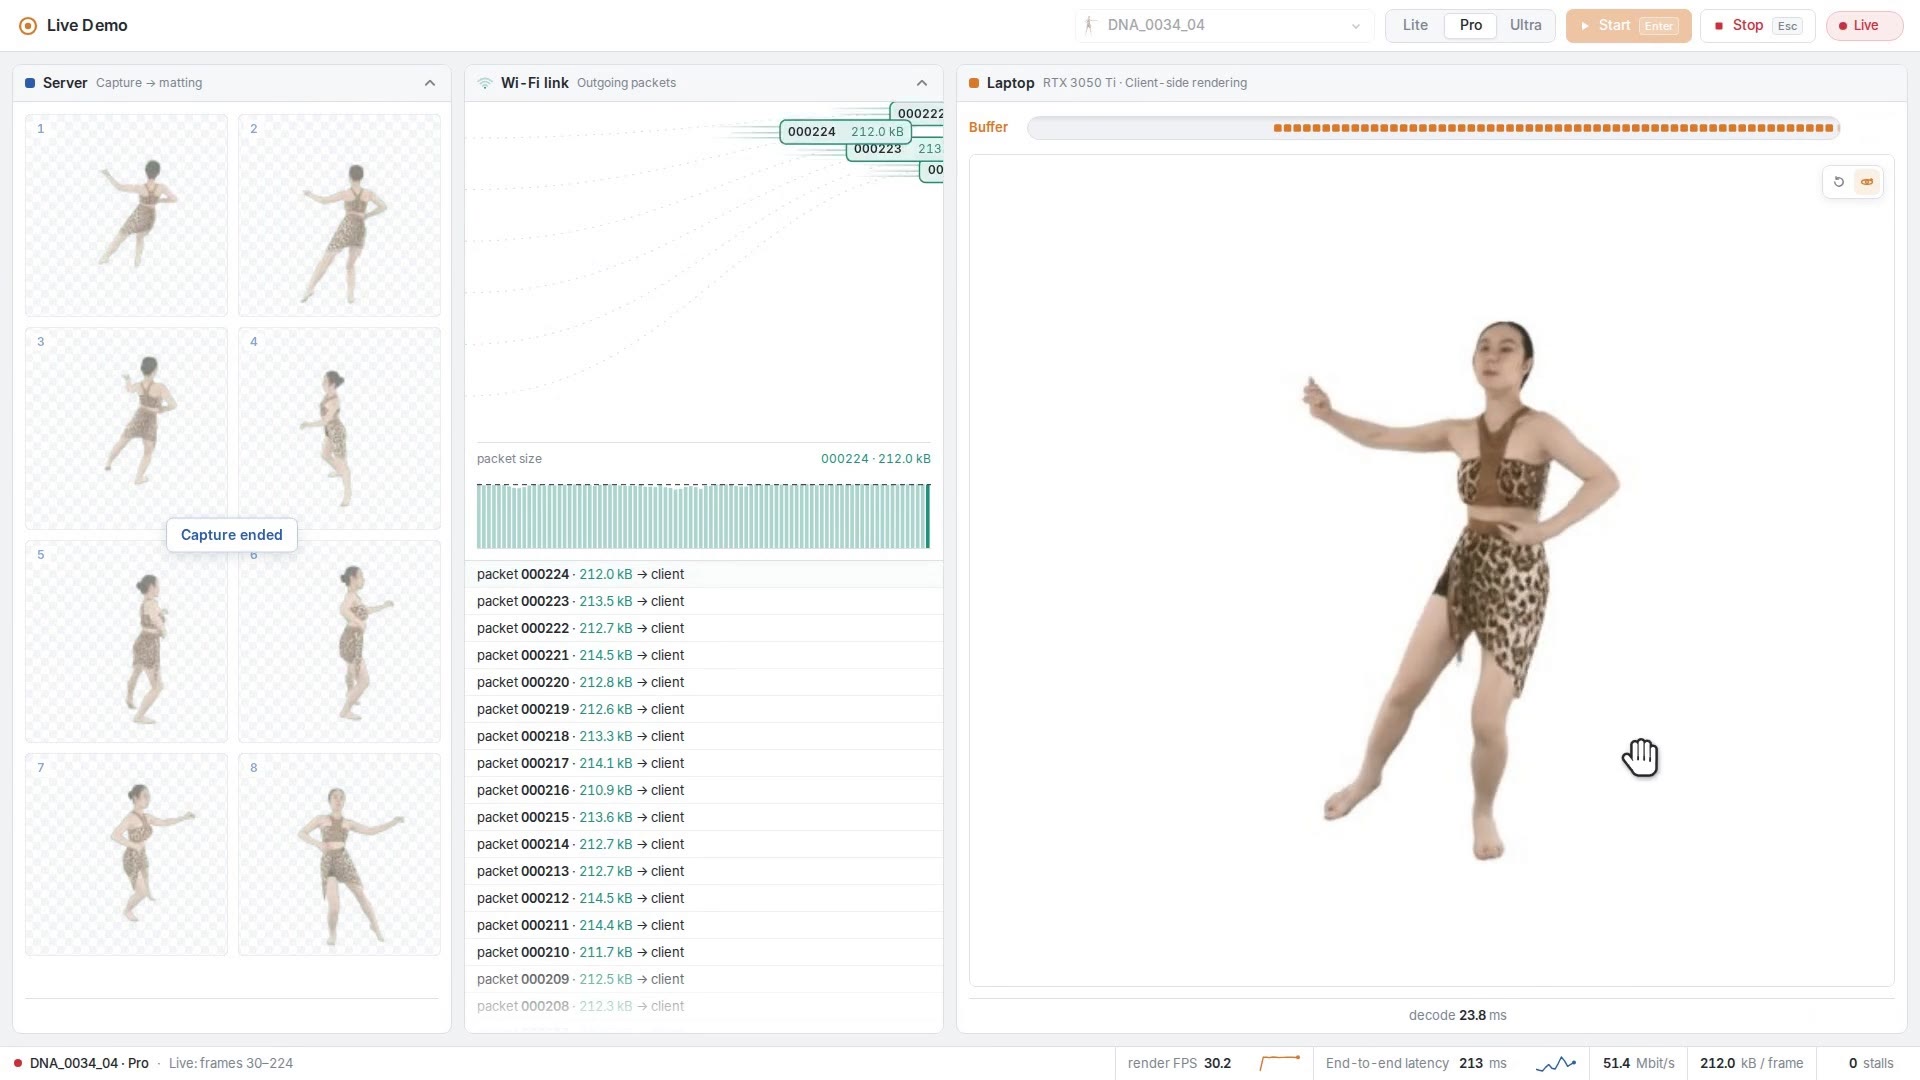 Live Demo
DNA_0034_04
Lite Pro Ultra
Start Enter
Stop Esc
Live
Server Capture → matting
1
2
3
4
Capture ended
5
6
7
8
Wi-Fi link Outgoing packets
000222
000224 212.0 kB
000223 213.
00
packet size 000224 · 212.0 kB
packet 000224 · 212.0 kB → client
packet 000223 · 213.5 kB → client
packet 000222 · 212.7 kB → client
packet 000221 · 214.5 kB → client
packet 000220 · 212.8 kB → client
packet 000219 · 212.6 kB → client
packet 000218 · 213.3 kB → client
packet 000217 · 214.1 kB → client
packet 000216 · 210.9 kB → client
packet 000215 · 213.6 kB → client
packet 000214 · 212.7 kB → client
packet 000213 · 212.7 kB → client
packet 000212 · 214.5 kB → client
packet 000211 · 214.4 kB → client
packet 000210 · 211.7 kB → client
packet 000209 · 212.5 kB → client
packet 000208 · 212.3 kB → client
Laptop RTX 3050 Ti · Client-side rendering
Buffer
decode 23.8 ms
DNA_0034_04 · Pro · Live: frames 30–224
render FPS 30.2
End-to-end latency 213 ms
51.4 Mbit/s
212.0 kB / frame
0 stalls